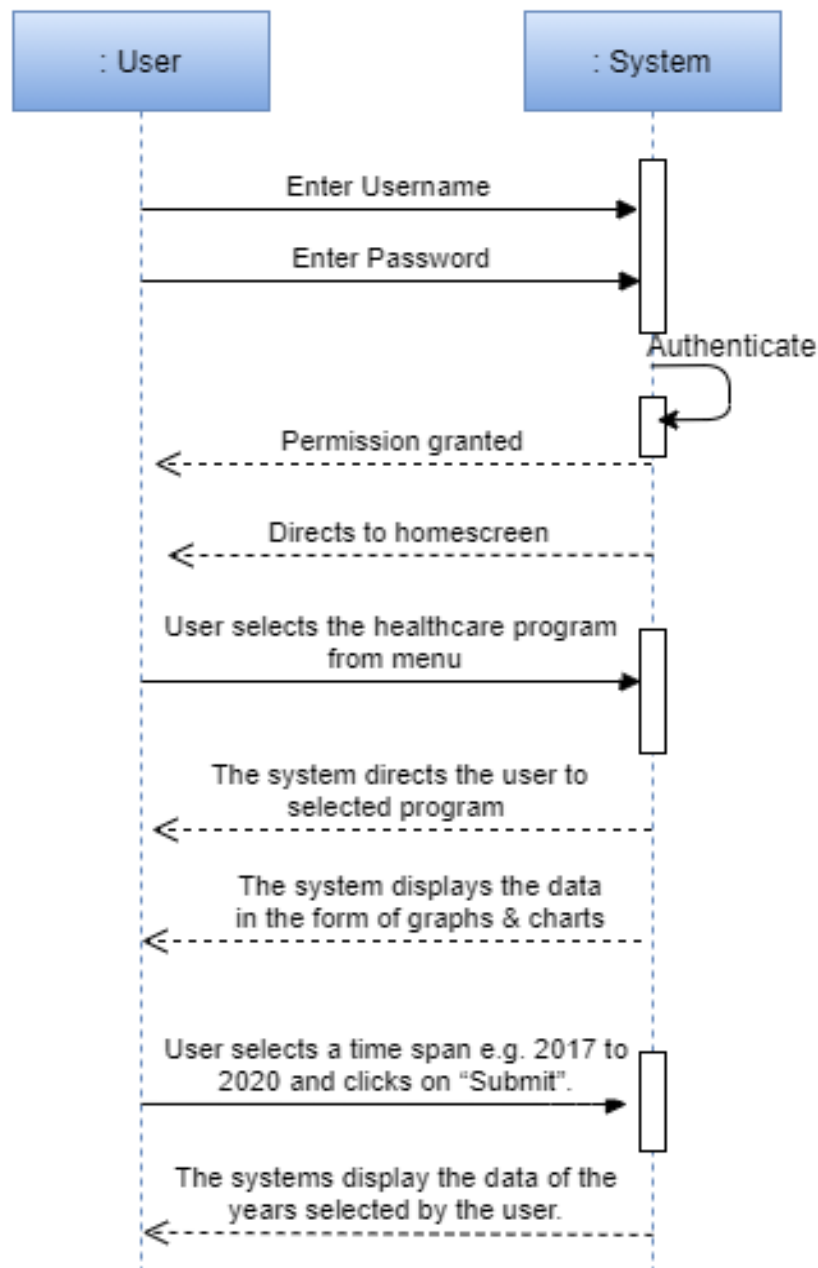 : User
: System
Enter Username
Enter Password
Authenticate
Permission granted
Directs to homescreen
User selects the healthcare program
from menu
The system directs the user to
selected program
The system displays the data
in the form of graphs & charts
User selects a time span e.g. 2017 to
2020 and clicks on “Submit”.
The systems display the data of the
years selected by the user.